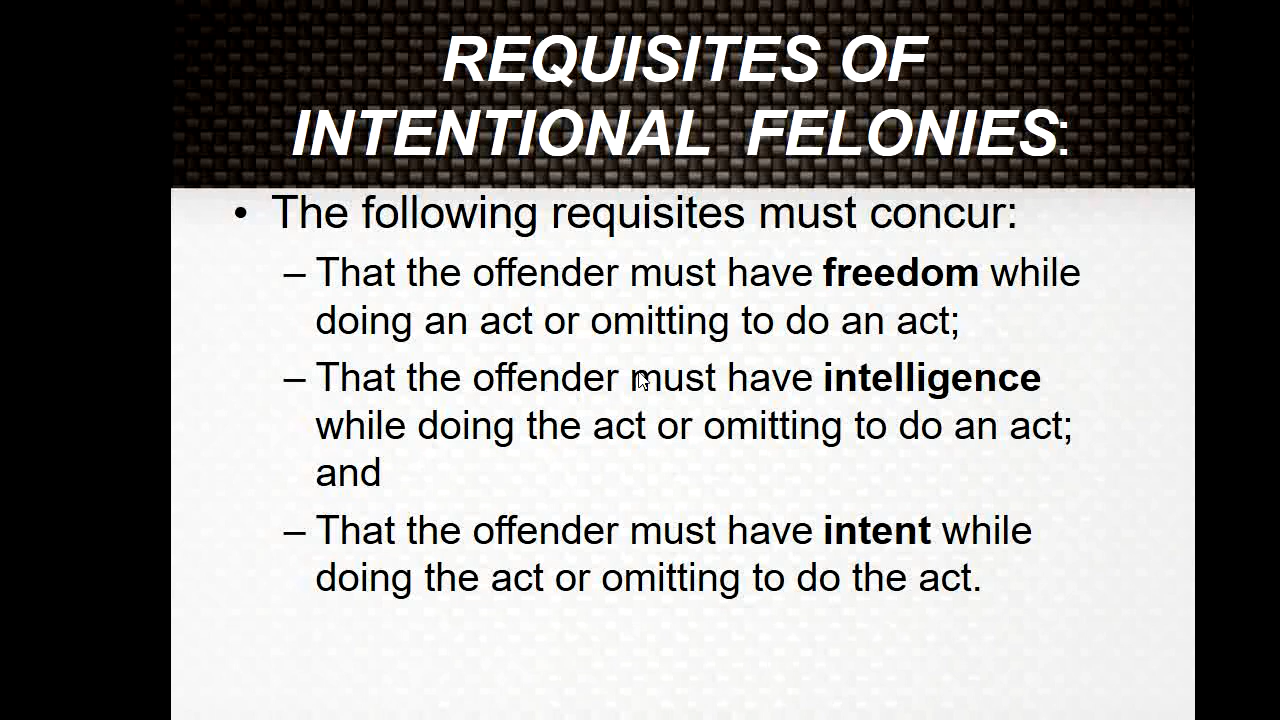 REQUISITES OF
INTENTIONAL FELONIES:
• The following requisites must concur:
– That the offender must have freedom while
doing an act or omitting to do an act;
– That the offender must have intelligence
while doing the act or omitting to do an act;
and
– That the offender must have intent while
doing the act or omitting to do the act.